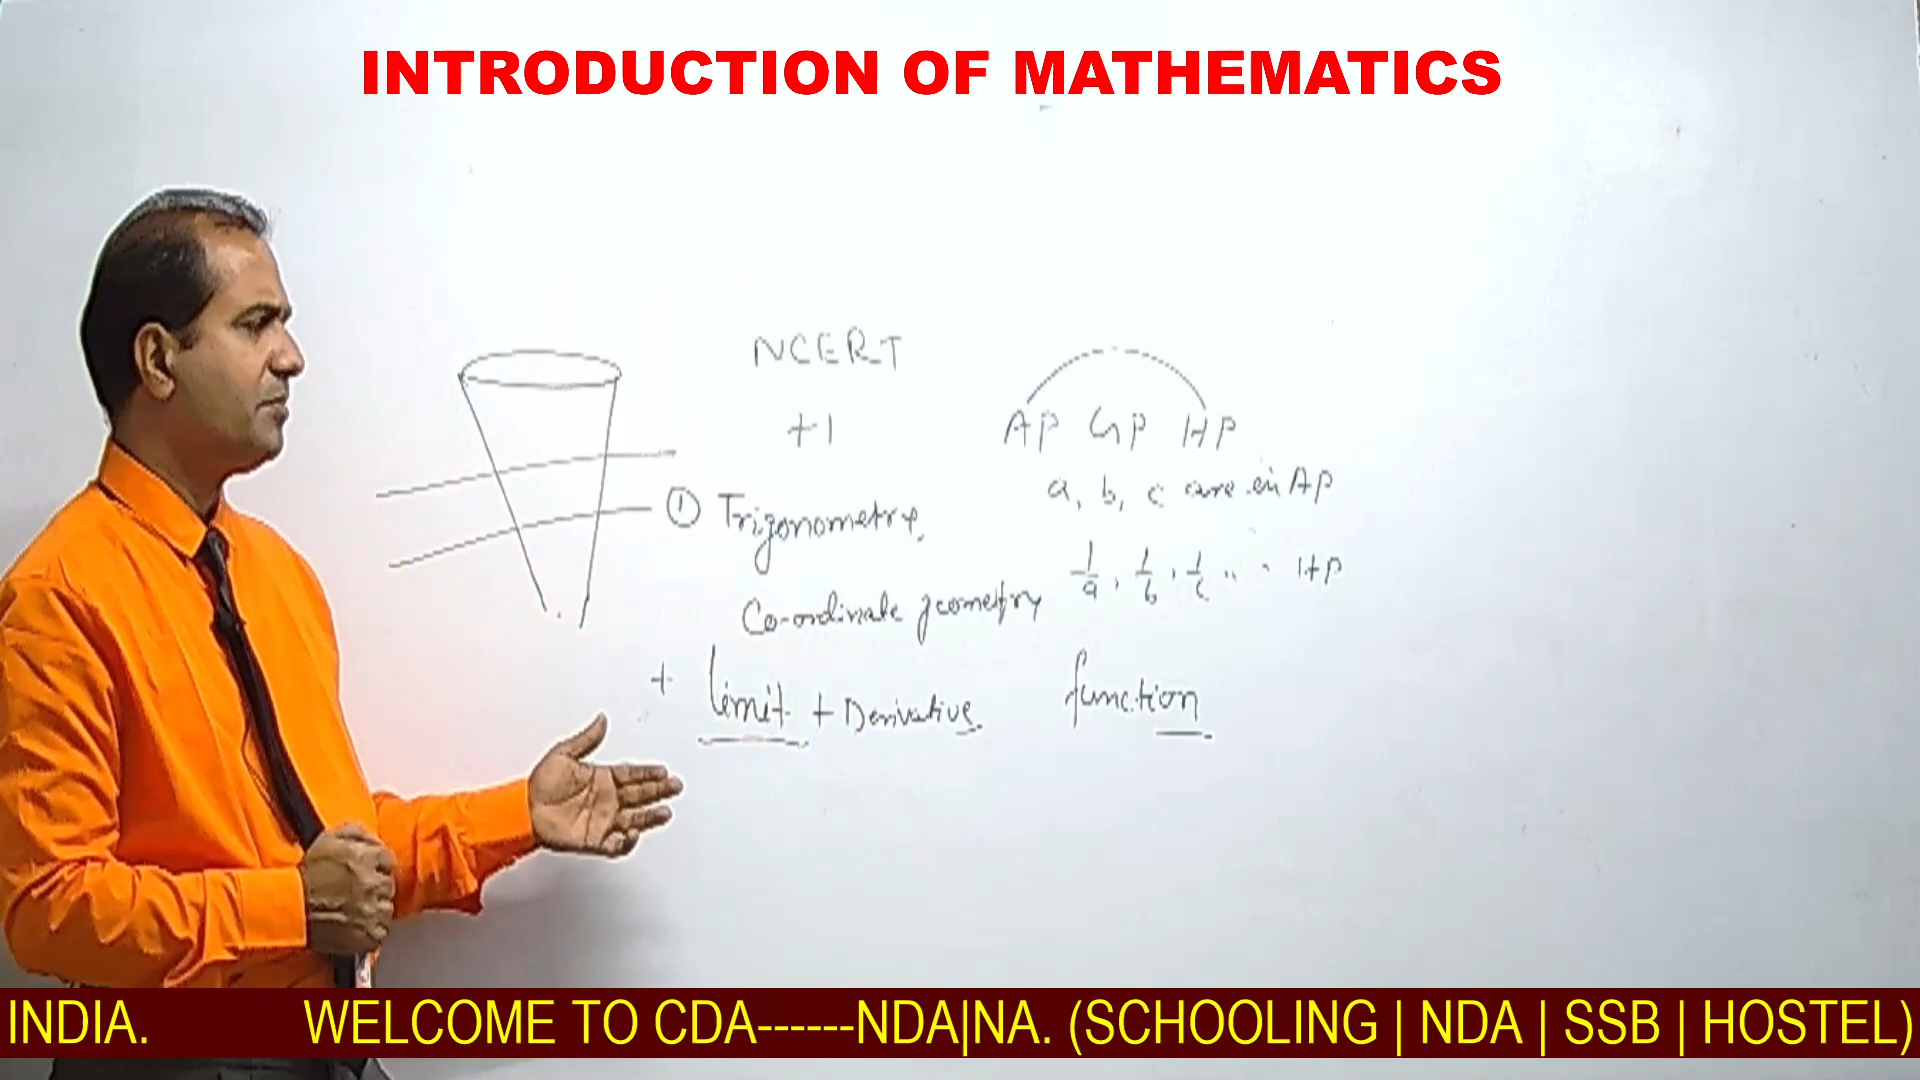 INTRODUCTION OF MATHEMATICS
NCERT
+1
① Trigonometry,
Co-ordinate geometry
+ limit + Derivative
AP GP HP
a, b, c are in AP
1/a, 1/b, 1/c " " HP
function
INDIA. WELCOME TO CDA------NDA|NA. (SCHOOLING | NDA | SSB | HOSTEL)